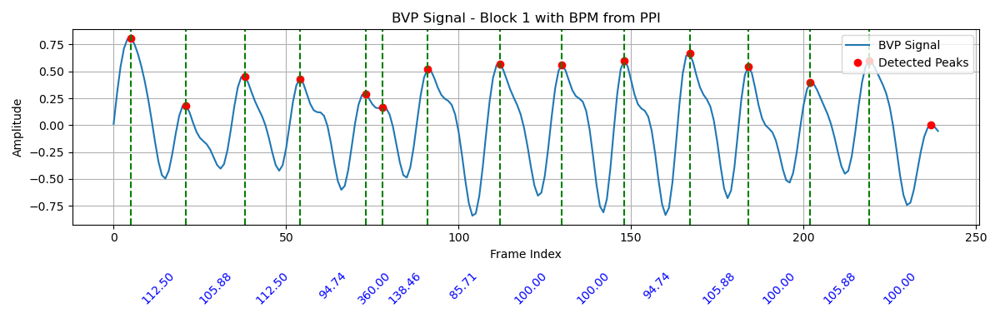 BVP Signal - Block 1 with BPM from PPI
BVP Signal
Detected Peaks
Amplitude
0.75
0.50
0.25
0.00
−0.25
−0.50
−0.75
0 50 100 150 200 250
Frame Index
112.50 105.88 112.50 94.74 360.00 138.46 85.71 100.00 100.00 94.74 105.88 100.00 105.88 100.00